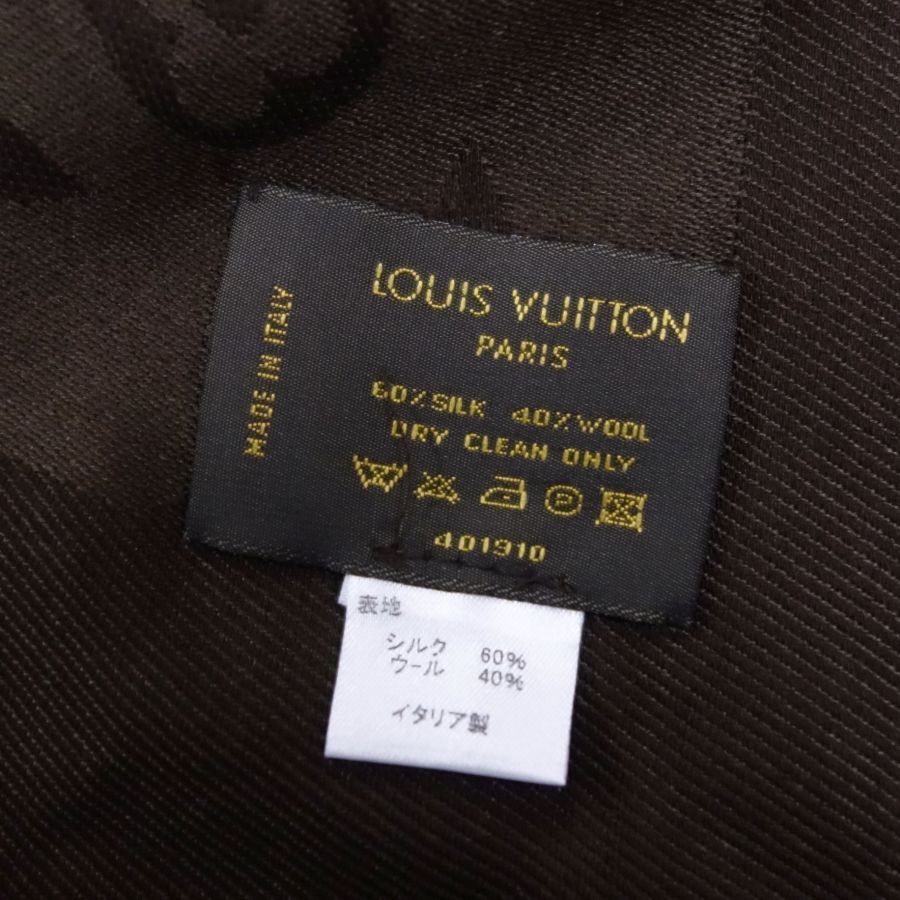 LOUIS VUITTON
PARIS
MADE IN ITALY
60%SILK 40%WOOL
DRY CLEAN ONLY
P
401910
表地
シルク 60%
ウール 40%
イタリア製